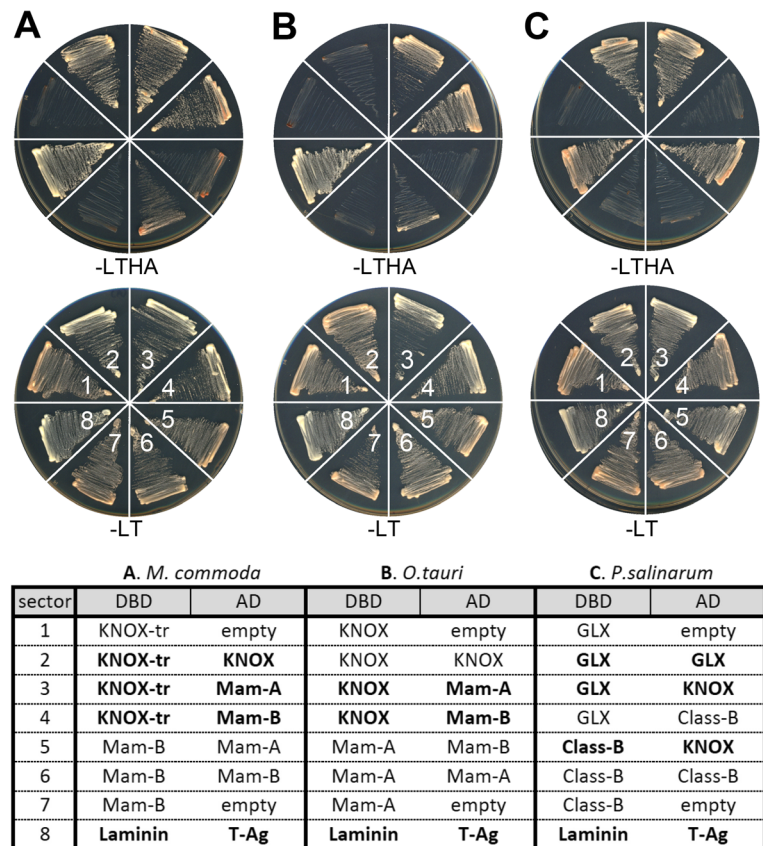 A B C
-LTHA -LTHA -LTHA
2 3 2 3 2 3
1 4 1 4 1 4
8 5 8 5 8 5
7 6 7 6 7 6
-LT -LT -LT
A. M. commoda B. O.tauri C. P.salinarum
sector DBD AD DBD AD DBD AD
1 KNOX-tr empty KNOX empty GLX empty
2 KNOX-tr KNOX KNOX KNOX GLX GLX
3 KNOX-tr Mam-A KNOX Mam-A GLX KNOX
4 KNOX-tr Mam-B KNOX Mam-B GLX Class-B
5 Mam-B Mam-A Mam-A Mam-B Class-B KNOX
6 Mam-B Mam-B Mam-A Mam-A Class-B Class-B
7 Mam-B empty Mam-A empty Class-B empty
8 Laminin T-Ag Laminin T-Ag Laminin T-Ag